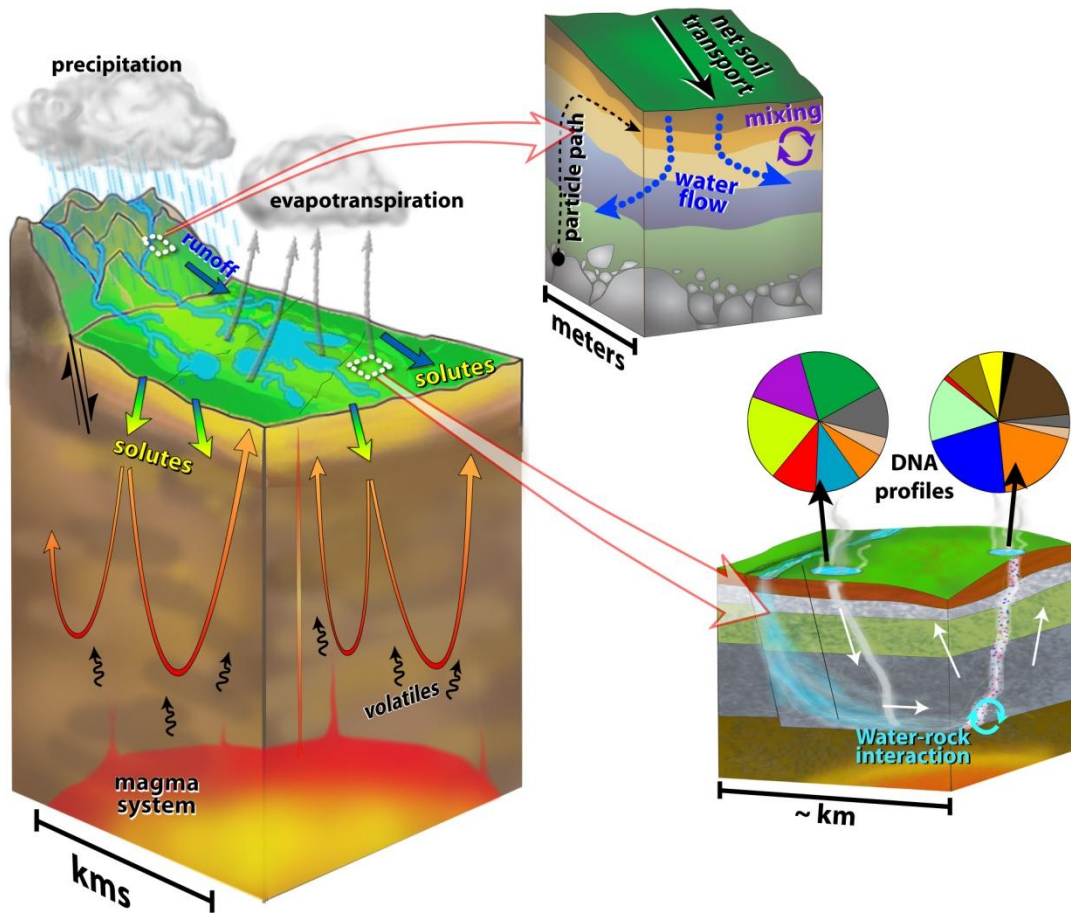 precipitation
evapotranspiration
runoff
solutes
solutes
volatiles
magma
system
kms
net soil
transport
mixing
particle path
water
flow
meters
DNA
profiles
Water-rock
interaction
~ km